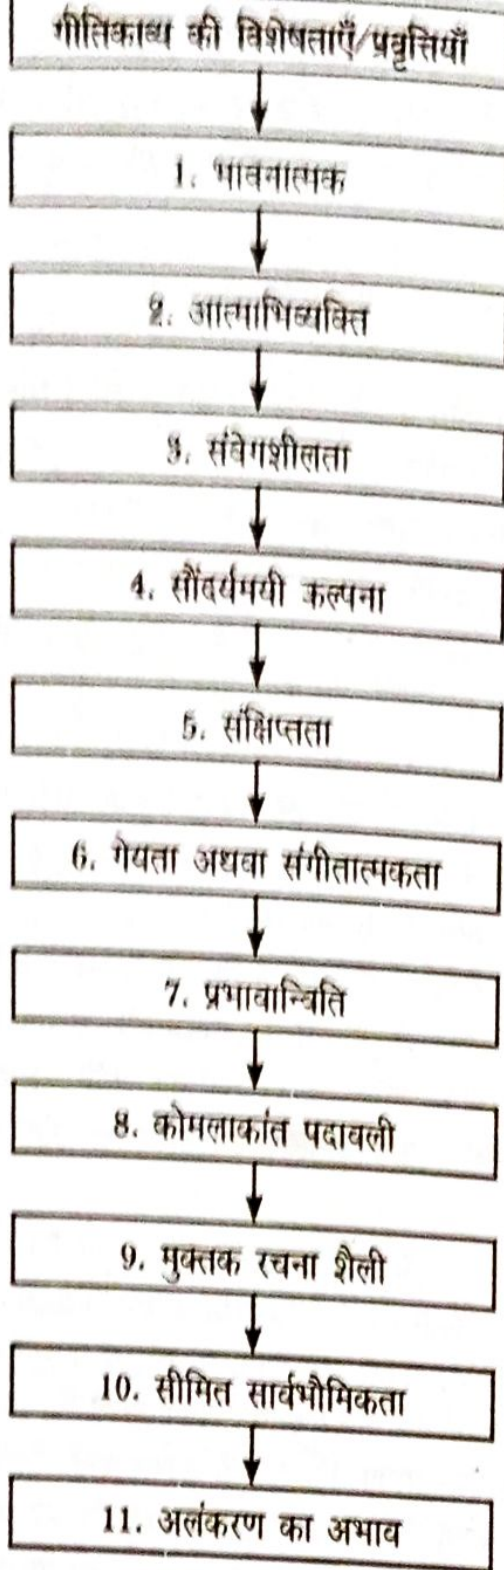 गीतिकाव्य की विशेषताएँ/प्रवृत्तियाँ
1. भावनात्मक
2. आत्माभिव्यक्ति
3. संवेगशीलता
4. सौंदर्यमयी कल्पना
5. संक्षिप्तता
6. गेयता अथवा संगीतात्मकता
7. प्रभावान्विति
8. कोमलाकांत पदावली
9. मुक्तक रचना शैली
10. सीमित सार्वभौमिकता
11. अलंकरण का अभाव